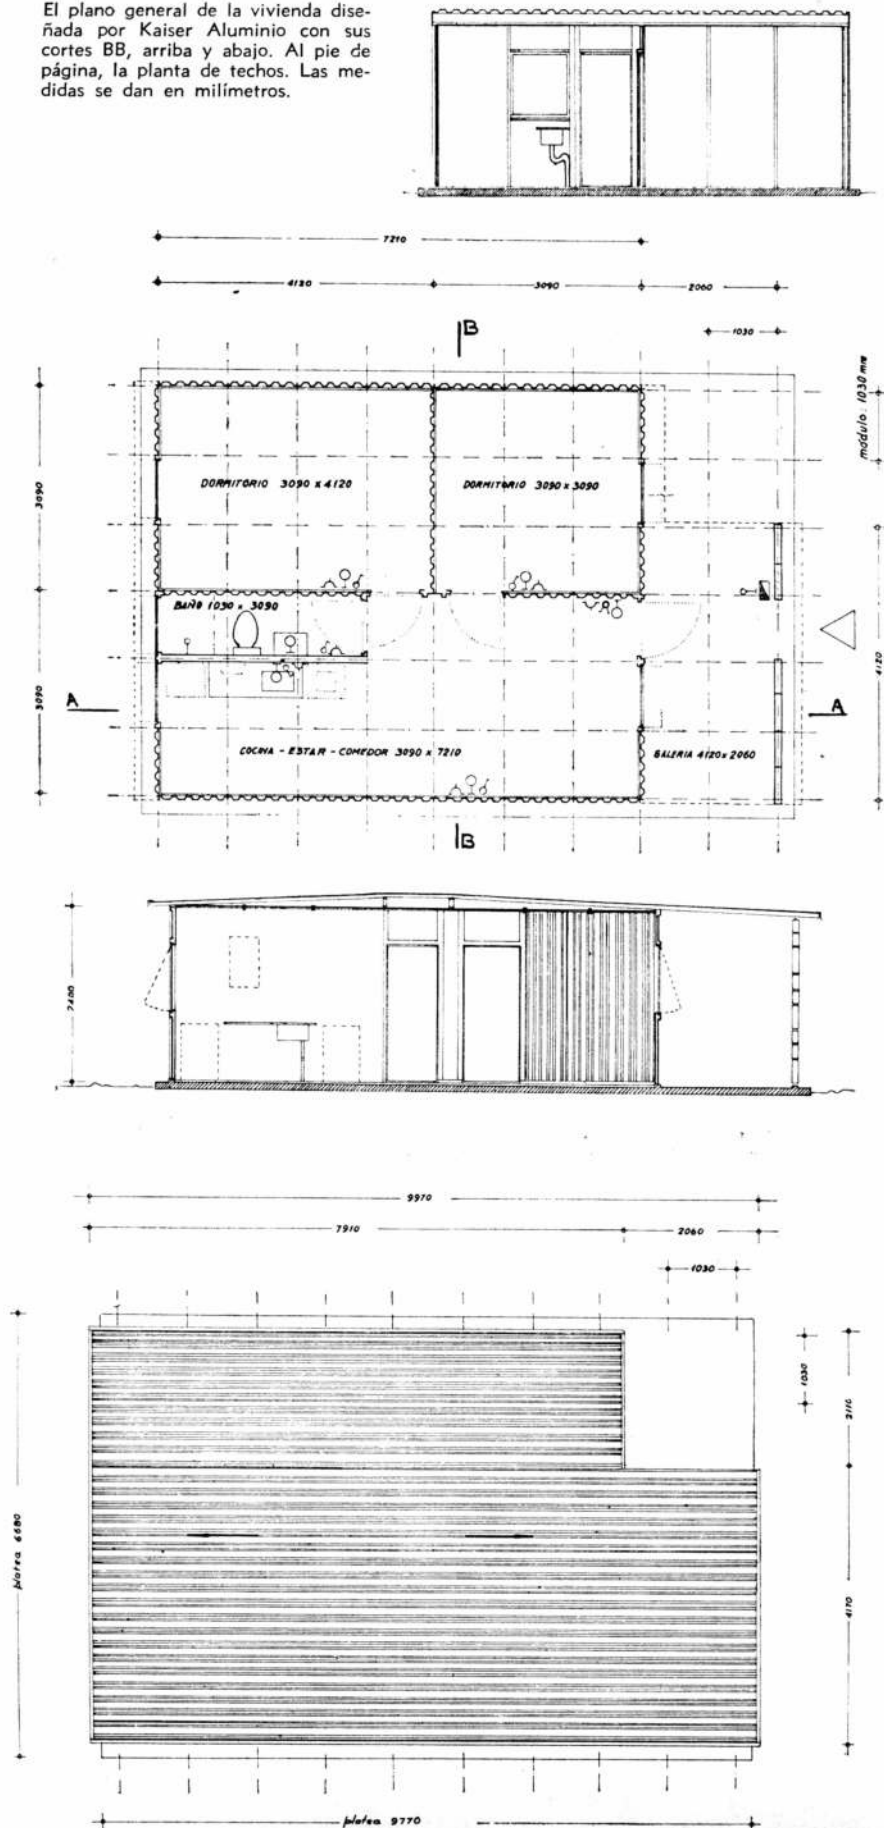 El plano general de la vivienda dise-
ñada por Kaiser Aluminio con sus
cortes BB, arriba y abajo. Al pie de
página, la planta de techos. Las me-
didas se dan en milímetros.
7210
4120 3090 2060
B
1030
módulo: 1030 mm
3090
DORMITORIO 3090 x 4120
DORMITORIO 3090 x 3090
BAÑO 1030 x 3090
3090
4120
A
A
COCINA - ESTAR - COMEDOR 3090 x 7210
GALERIA 4120x 2060
B
2400
9970
7910 2060
1030
1030
2110
platea 6680
4170
platea 9770